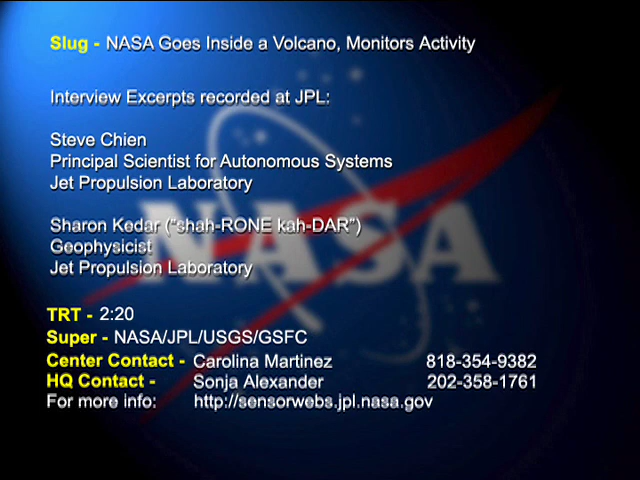 Slug - NASA Goes Inside a Volcano, Monitors Activity
Interview Excerpts recorded at JPL:
Steve Chien
Principal Scientist for Autonomous Systems
Jet Propulsion Laboratory
Sharon Kedar ("shah-RONE kah-DAR")
Geophysicist
Jet Propulsion Laboratory
NASA
TRT - 2:20
Super - NASA/JPL/USGS/GSFC
Center Contact - Carolina Martinez 818-354-9382
HQ Contact - Sonja Alexander 202-358-1761
For more info: http://sensorwebs.jpl.nasa.gov